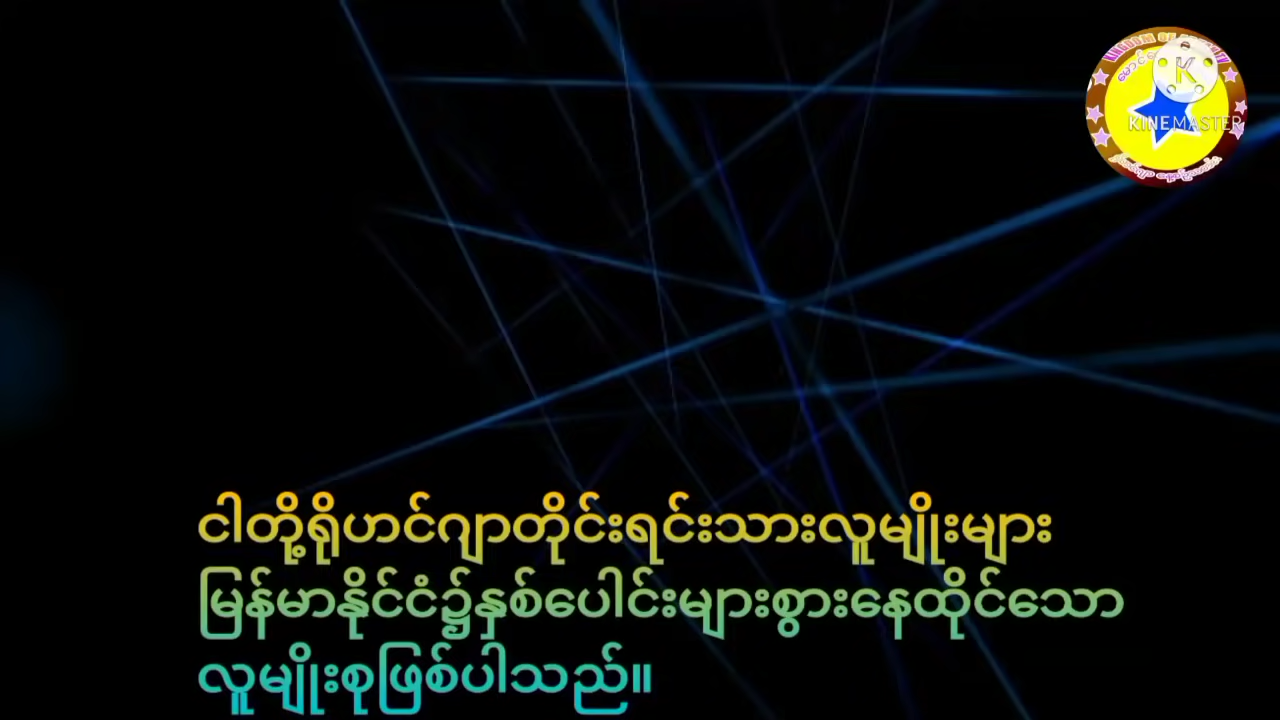 KINEMASTER
ငါတို့ရိုဟင်ဂျာတိုင်းရင်းသားလူမျိုးများ
မြန်မာနိုင်ငံ၌နှစ်ပေါင်းများစွာနေထိုင်သော
လူမျိုးစုဖြစ်ပါသည်။